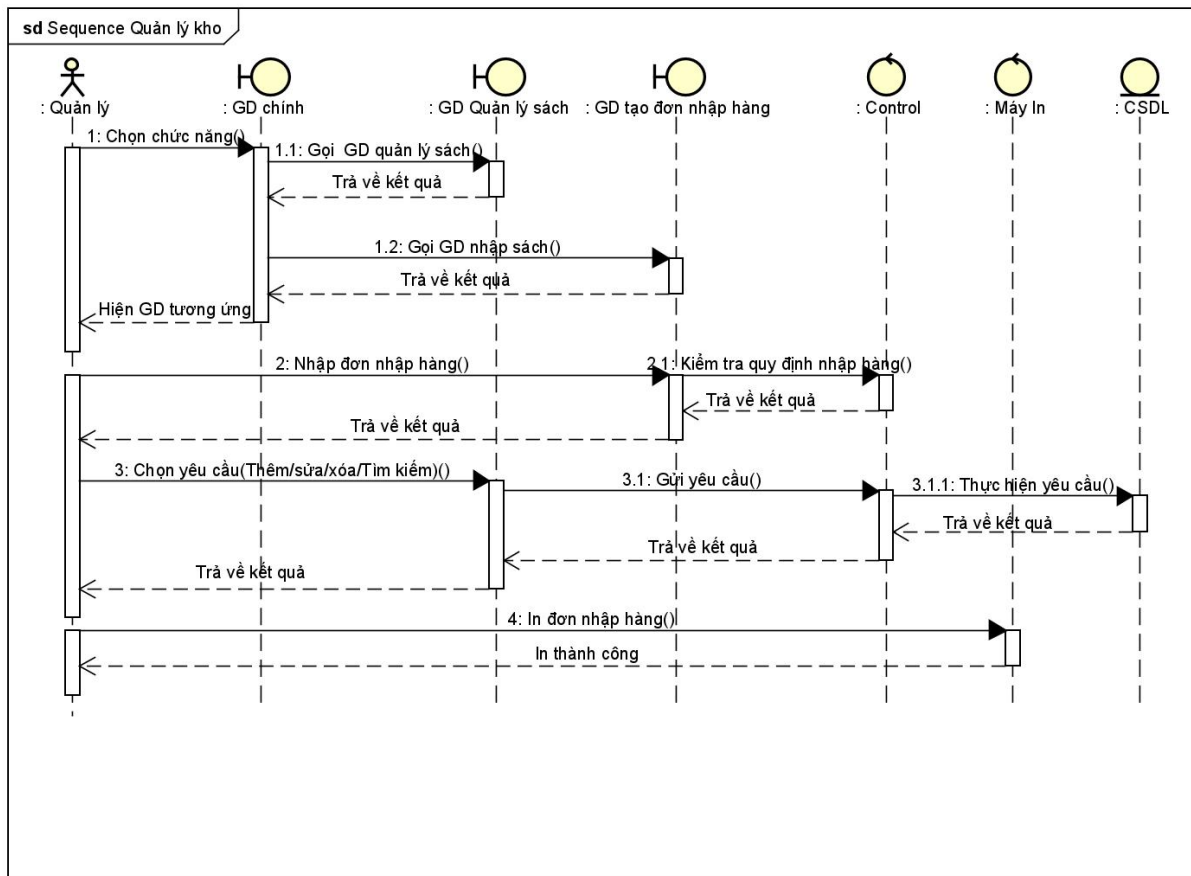 sd Sequence Quản lý kho
: Quản lý
: GD chính
: GD Quản lý sách
: GD tạo đơn nhập hàng
: Control
: Máy In
: CSDL
1: Chọn chức năng()
1.1: Gọi GD quản lý sách()
Trả về kết quả
1.2: Gọi GD nhập sách()
Trả về kết quả
Hiện GD tương ứng
2: Nhập đơn nhập hàng()
2.1: Kiểm tra quy định nhập hàng()
Trả về kết quả
Trả về kết quả
3: Chọn yêu cầu(Thêm/sửa/xóa/Tìm kiếm)()
3.1: Gửi yêu cầu()
3.1.1: Thực hiện yêu cầu()
Trả về kết quả
Trả về kết quả
Trả về kết quả
4: In đơn nhập hàng()
In thành công